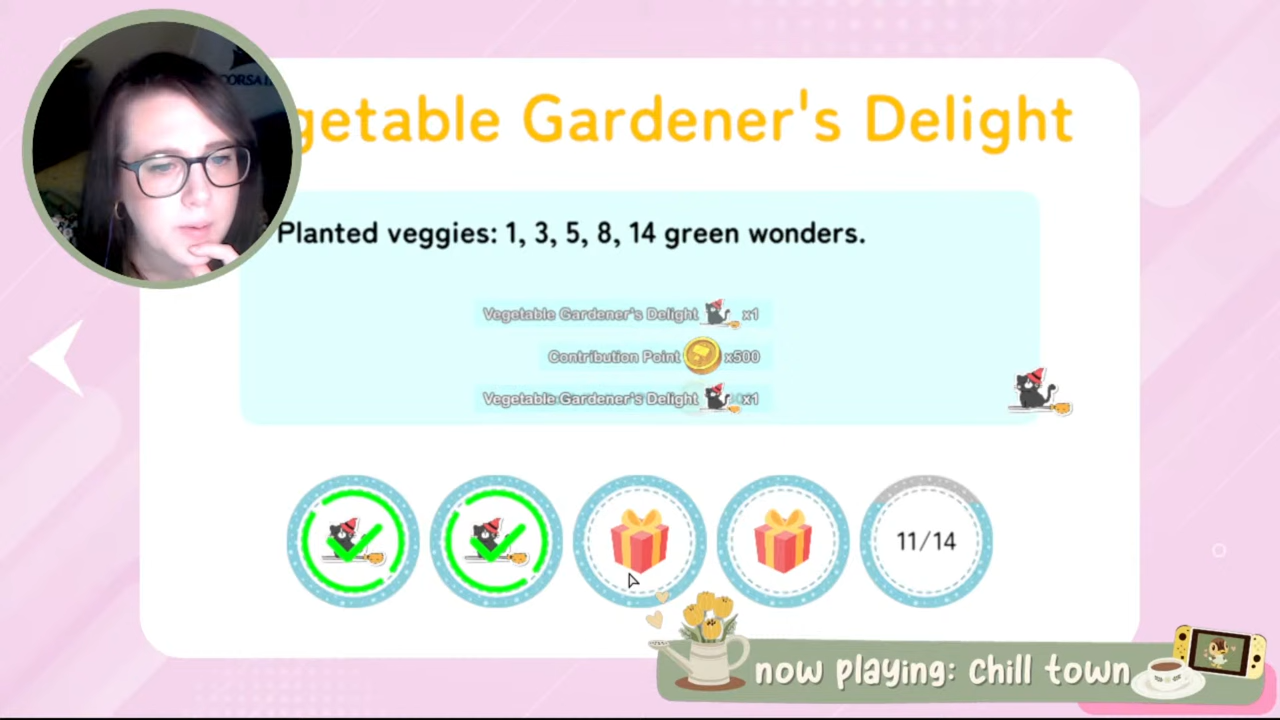 CORSAI
getable Gardener's Delight
Planted veggies: 1, 3, 5, 8, 14 green wonders.
Vegetable Gardener's Delight x1
Contribution Point x500
Vegetable Gardener's Delight x1
11/14
now playing: chill town